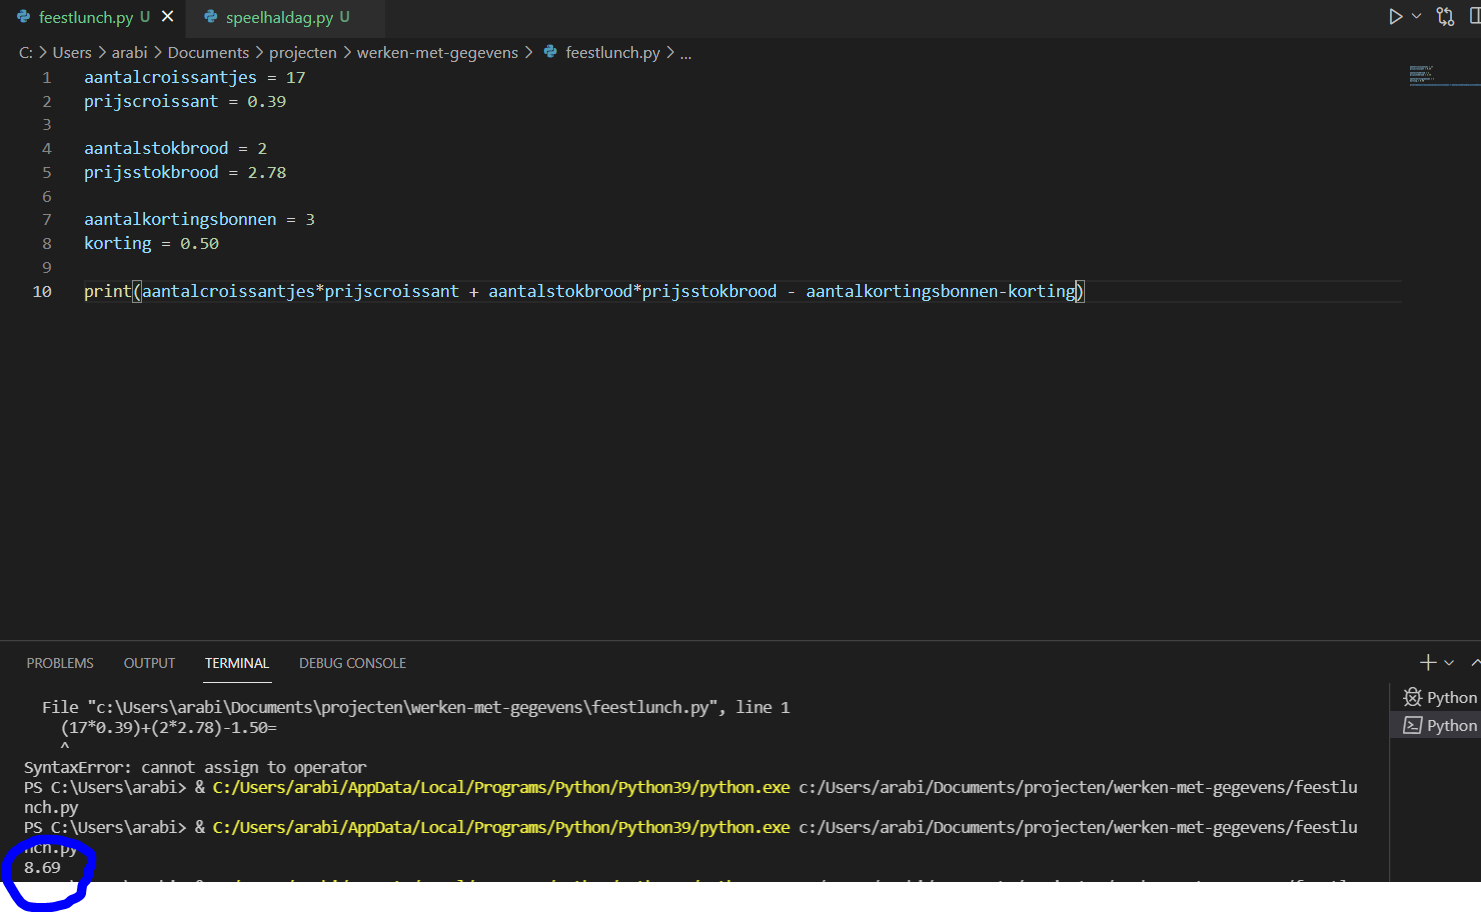 feestlunch.py U
speelhaldag.py U
C: > Users > arabi > Documents > projecten > werken-met-gegevens > feestlunch.py > ...
1 aantalcroissantjes = 17
2 prijscroissant = 0.39
3
4 aantalstokbrood = 2
5 prijsstokbrood = 2.78
6
7 aantalkortingsbonnen = 3
8 korting = 0.50
9
10 print(aantalcroissantjes*prijscroissant + aantalstokbrood*prijsstokbrood - aantalkortingsbonnen-korting)
PROBLEMS OUTPUT TERMINAL DEBUG CONSOLE
File "c:\Users\arabi\Documents\projecten\werken-met-gegevens\feestlunch.py", line 1
(17*0.39)+(2*2.78)-1.50=
^
SyntaxError: cannot assign to operator
PS C:\Users\arabi> & C:/Users/arabi/AppData/Local/Programs/Python/Python39/python.exe c:/Users/arabi/Documents/projecten/werken-met-gegevens/feestlu
nch.py
PS C:\Users\arabi> & C:/Users/arabi/AppData/Local/Programs/Python/Python39/python.exe c:/Users/arabi/Documents/projecten/werken-met-gegevens/feestlu
nch.py
8.69
Python
Python